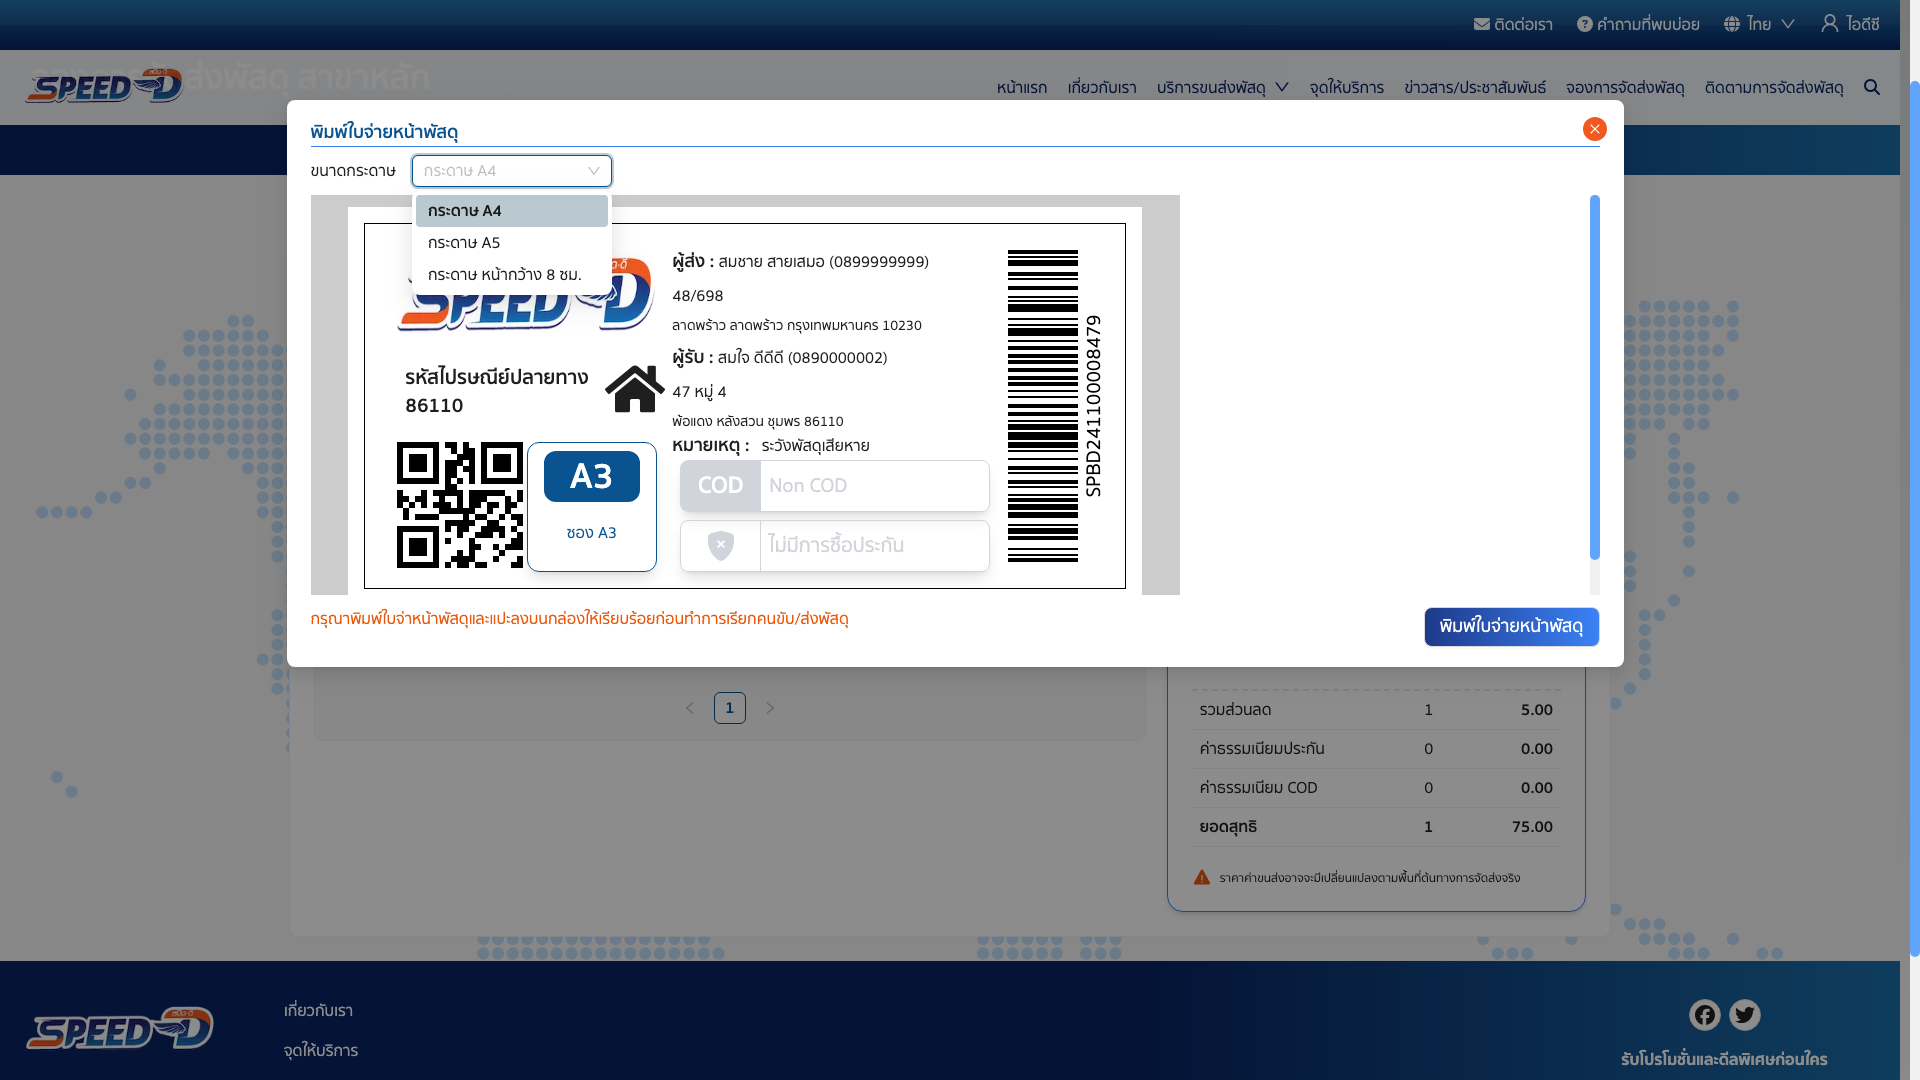 ติดต่อเรา
คำถามที่พบบ่อย
ไทย
ไอดีซี
SPEED-D
ส่งพัสดุ สาขาหลัก
หน้าแรก
เกี่ยวกับเรา
บริการขนส่งพัสดุ
จุดให้บริการ
ข่าวสาร/ประชาสัมพันธ์
จองการจัดส่งพัสดุ
ติดตามการจัดส่งพัสดุ
พิมพ์ใบจ่ายหน้าพัสดุ
ขนาดกระดาษ
กระดาษ A4
กระดาษ A4
กระดาษ A5
กระดาษ หน้ากว้าง 8 ซม.
SPEED-D
รหัสไปรษณีย์ปลายทาง
86110
A3
ซอง A3
ผู้ส่ง : สมชาย สายเสมอ (0899999999)
48/698
ลาดพร้าว ลาดพร้าว กรุงเทพมหานคร 10230
ผู้รับ : สมใจ ดีดีดี (0890000002)
47 หมู่ 4
พ้อแดง หลังสวน ชุมพร 86110
หมายเหตุ : ระวังพัสดุเสียหาย
COD Non COD
ไม่มีการซื้อประกัน
SPBD241100008479
กรุณาพิมพ์ใบจ่าหน้าพัสดุและแปะลงบนกล่องให้เรียบร้อยก่อนทำการเรียกคนขับ/ส่งพัสดุ
พิมพ์ใบจ่ายหน้าพัสดุ
1
รวมส่วนลด 1 5.00
ค่าธรรมเนียมประกัน 0 0.00
ค่าธรรมเนียม COD 0 0.00
ยอดสุทธิ 1 75.00
ราคาค่าขนส่งอาจจะมีเปลี่ยนแปลงตามพื้นที่ต้นทางการจัดส่งจริง
สปีด-ดี
SPEED-D
เกี่ยวกับเรา
จุดให้บริการ
รับโปรโมชั่นและดีลพิเศษก่อนใคร